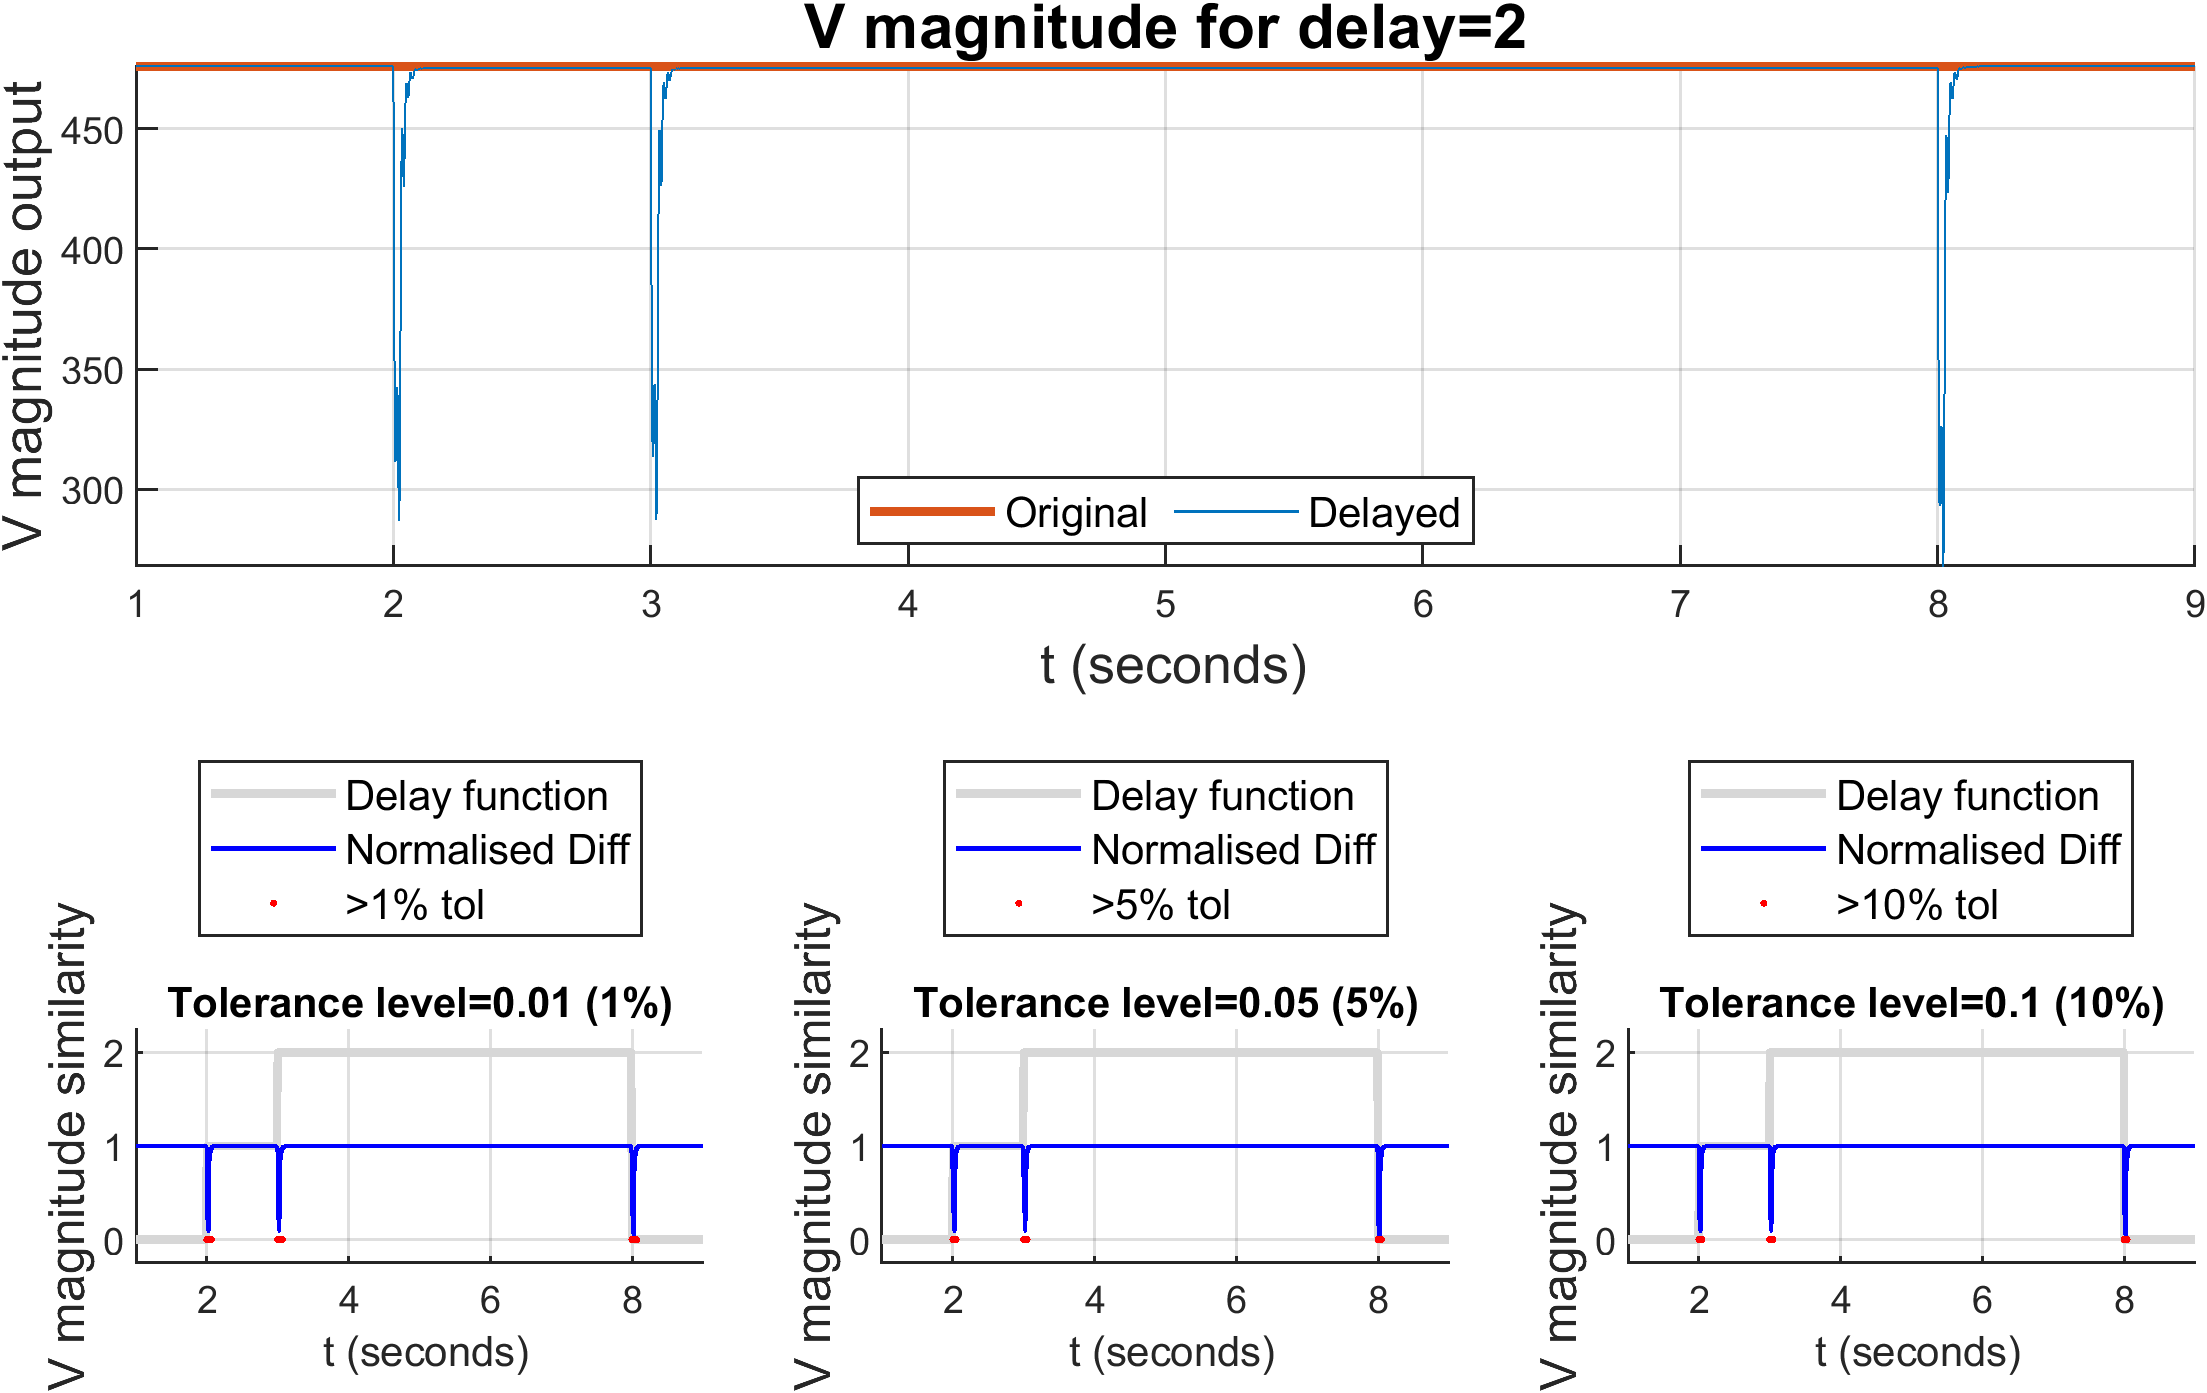 V magnitude for delay=2
V magnitude output
450
400
350
300
Original
Delayed
1 2 3 4 5 6 7 8 9
t (seconds)
Delay function
Normalised Diff
>1% tol
Tolerance level=0.01 (1%)
V magnitude similarity
2
1
0
2 4 6 8
t (seconds)
Delay function
Normalised Diff
>5% tol
Tolerance level=0.05 (5%)
V magnitude similarity
2
1
0
2 4 6 8
t (seconds)
Delay function
Normalised Diff
>10% tol
Tolerance level=0.1 (10%)
V magnitude similarity
2
1
0
2 4 6 8
t (seconds)